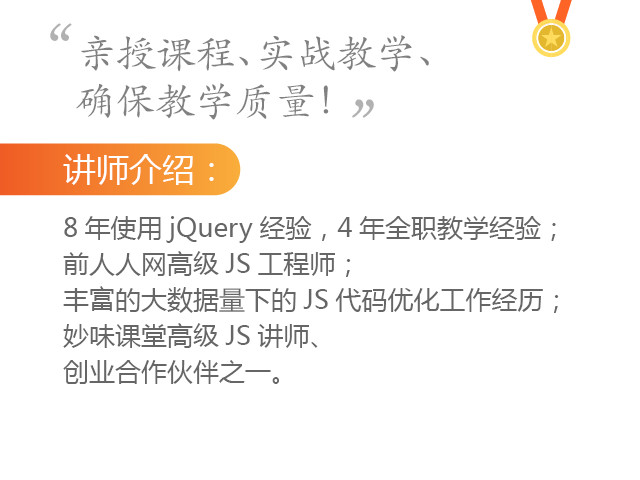 “亲授课程、实战教学、
确保教学质量！”
讲师介绍：
8 年使用 jQuery 经验，4 年全职教学经验；
前人人网高级 JS 工程师；
丰富的大数据量下的 JS 代码优化工作经历；
妙味课堂高级 JS 讲师、
创业合作伙伴之一。